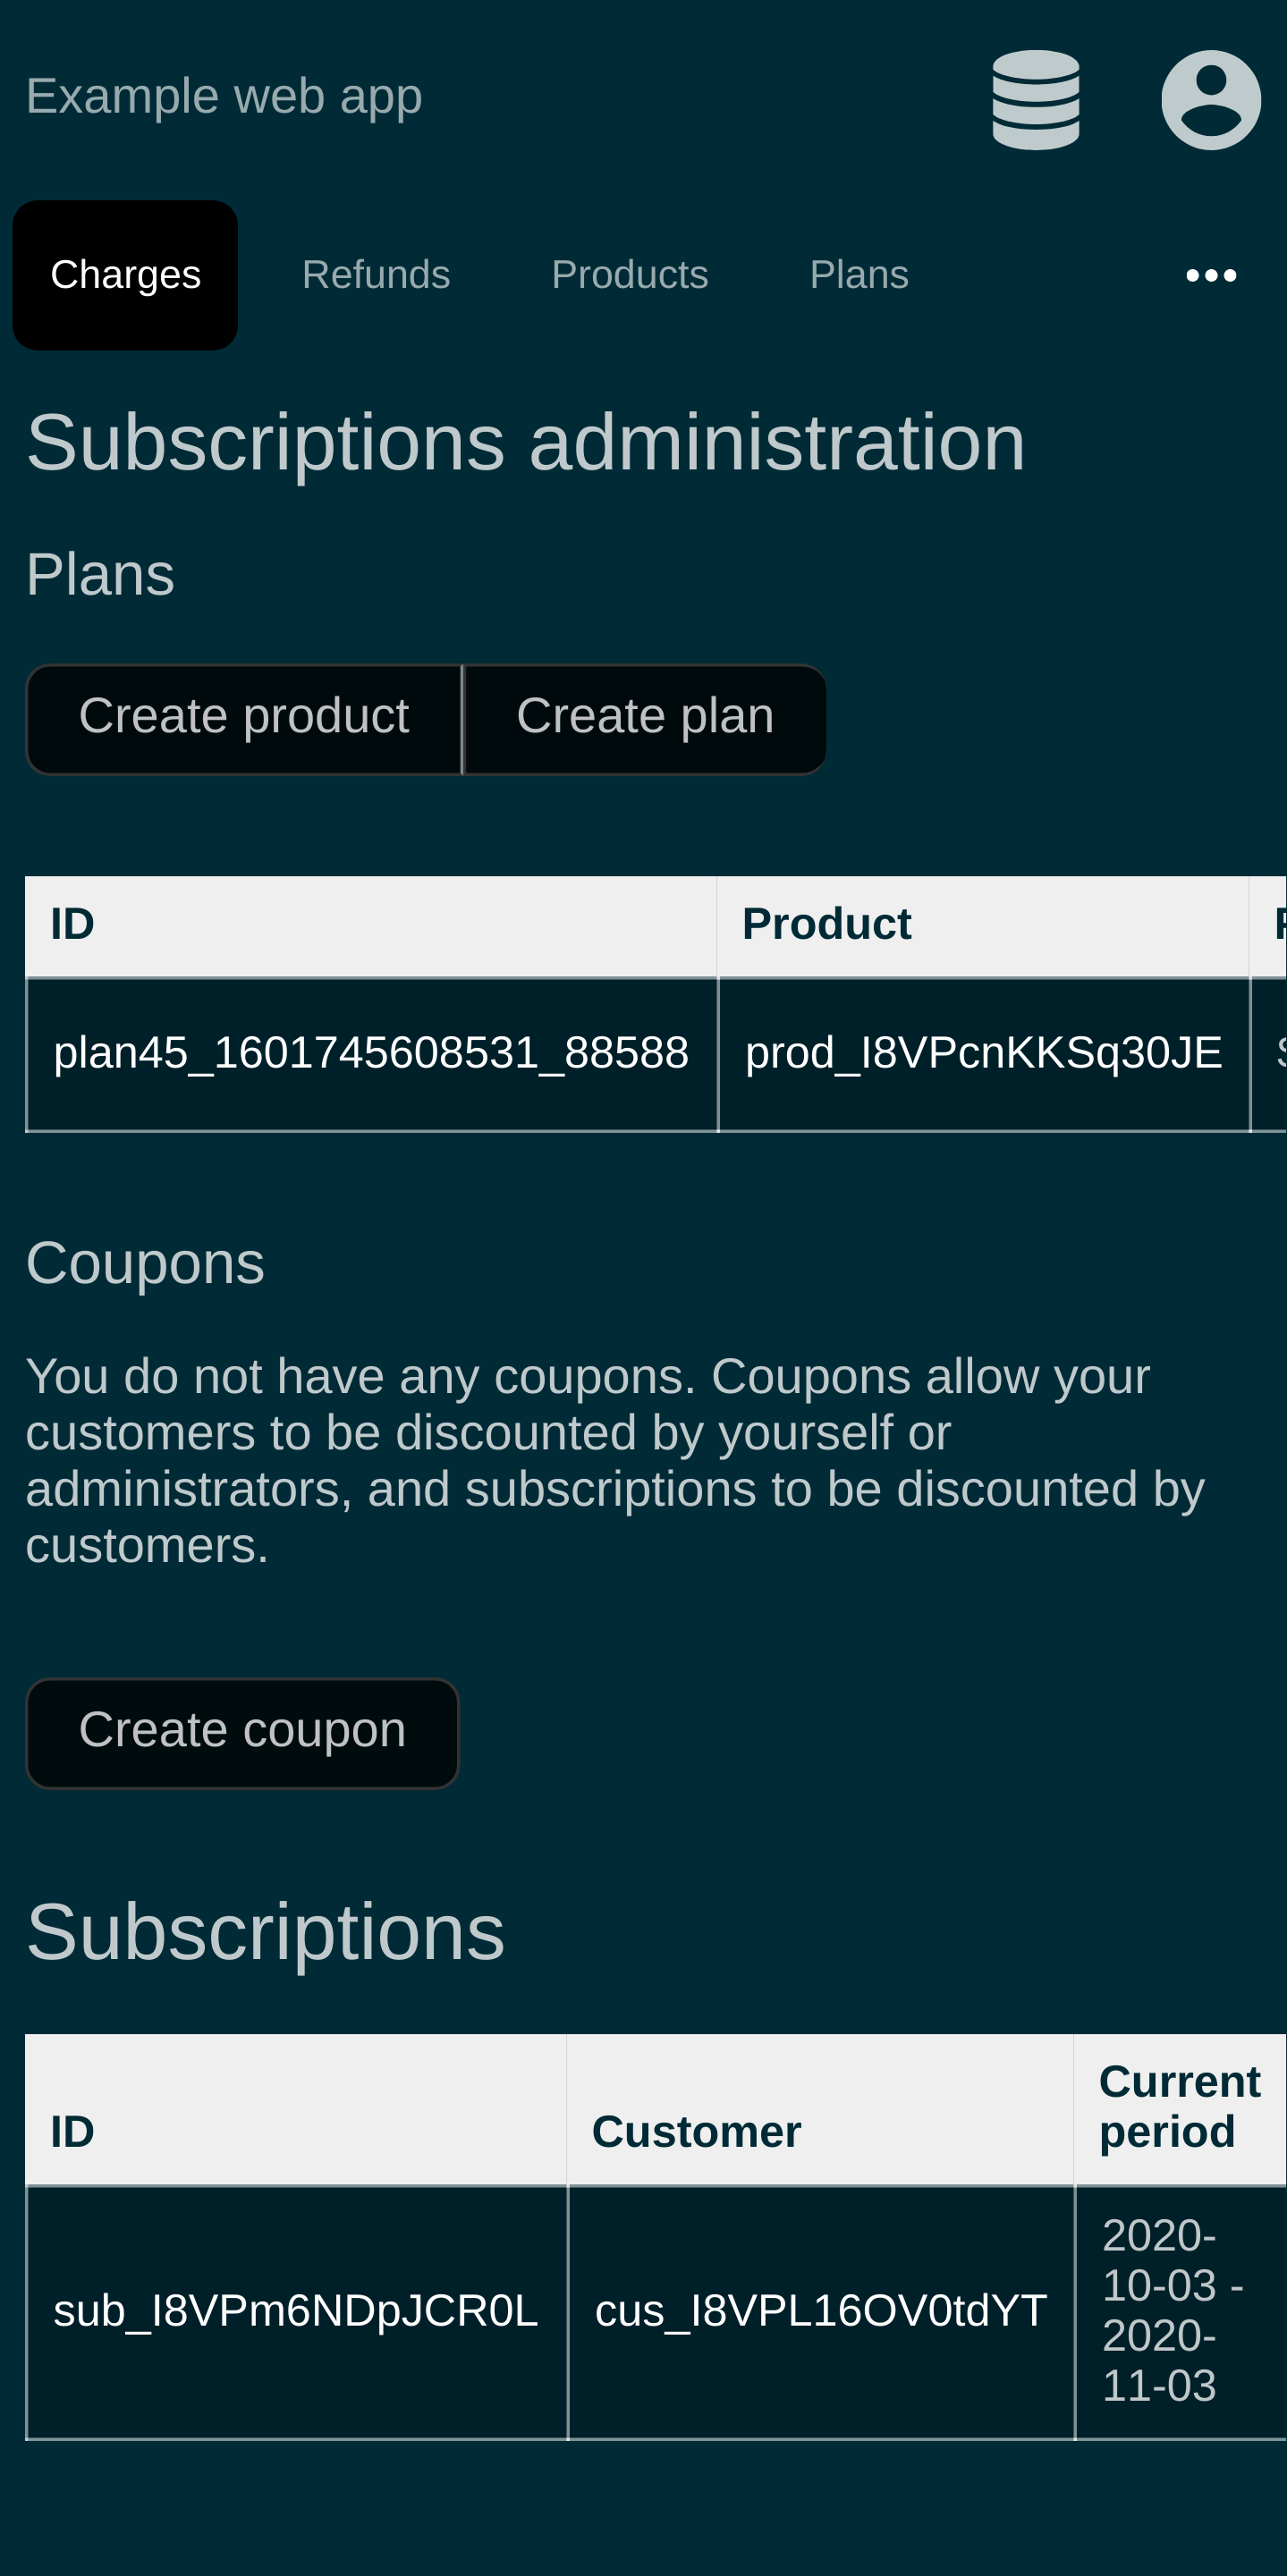 Example web app
Charges Refunds Products Plans
Subscriptions administration
Plans
Create product Create plan
ID Product
plan45_1601745608531_88588 prod_I8VPcnKKSq30JE
Coupons
You do not have any coupons. Coupons allow your
customers to be discounted by yourself or
administrators, and subscriptions to be discounted by
customers.
Create coupon
Subscriptions
ID Customer Current
period
sub_I8VPm6NDpJCR0L cus_I8VPL16OV0tdYT 2020-
10-03 -
2020-
11-03